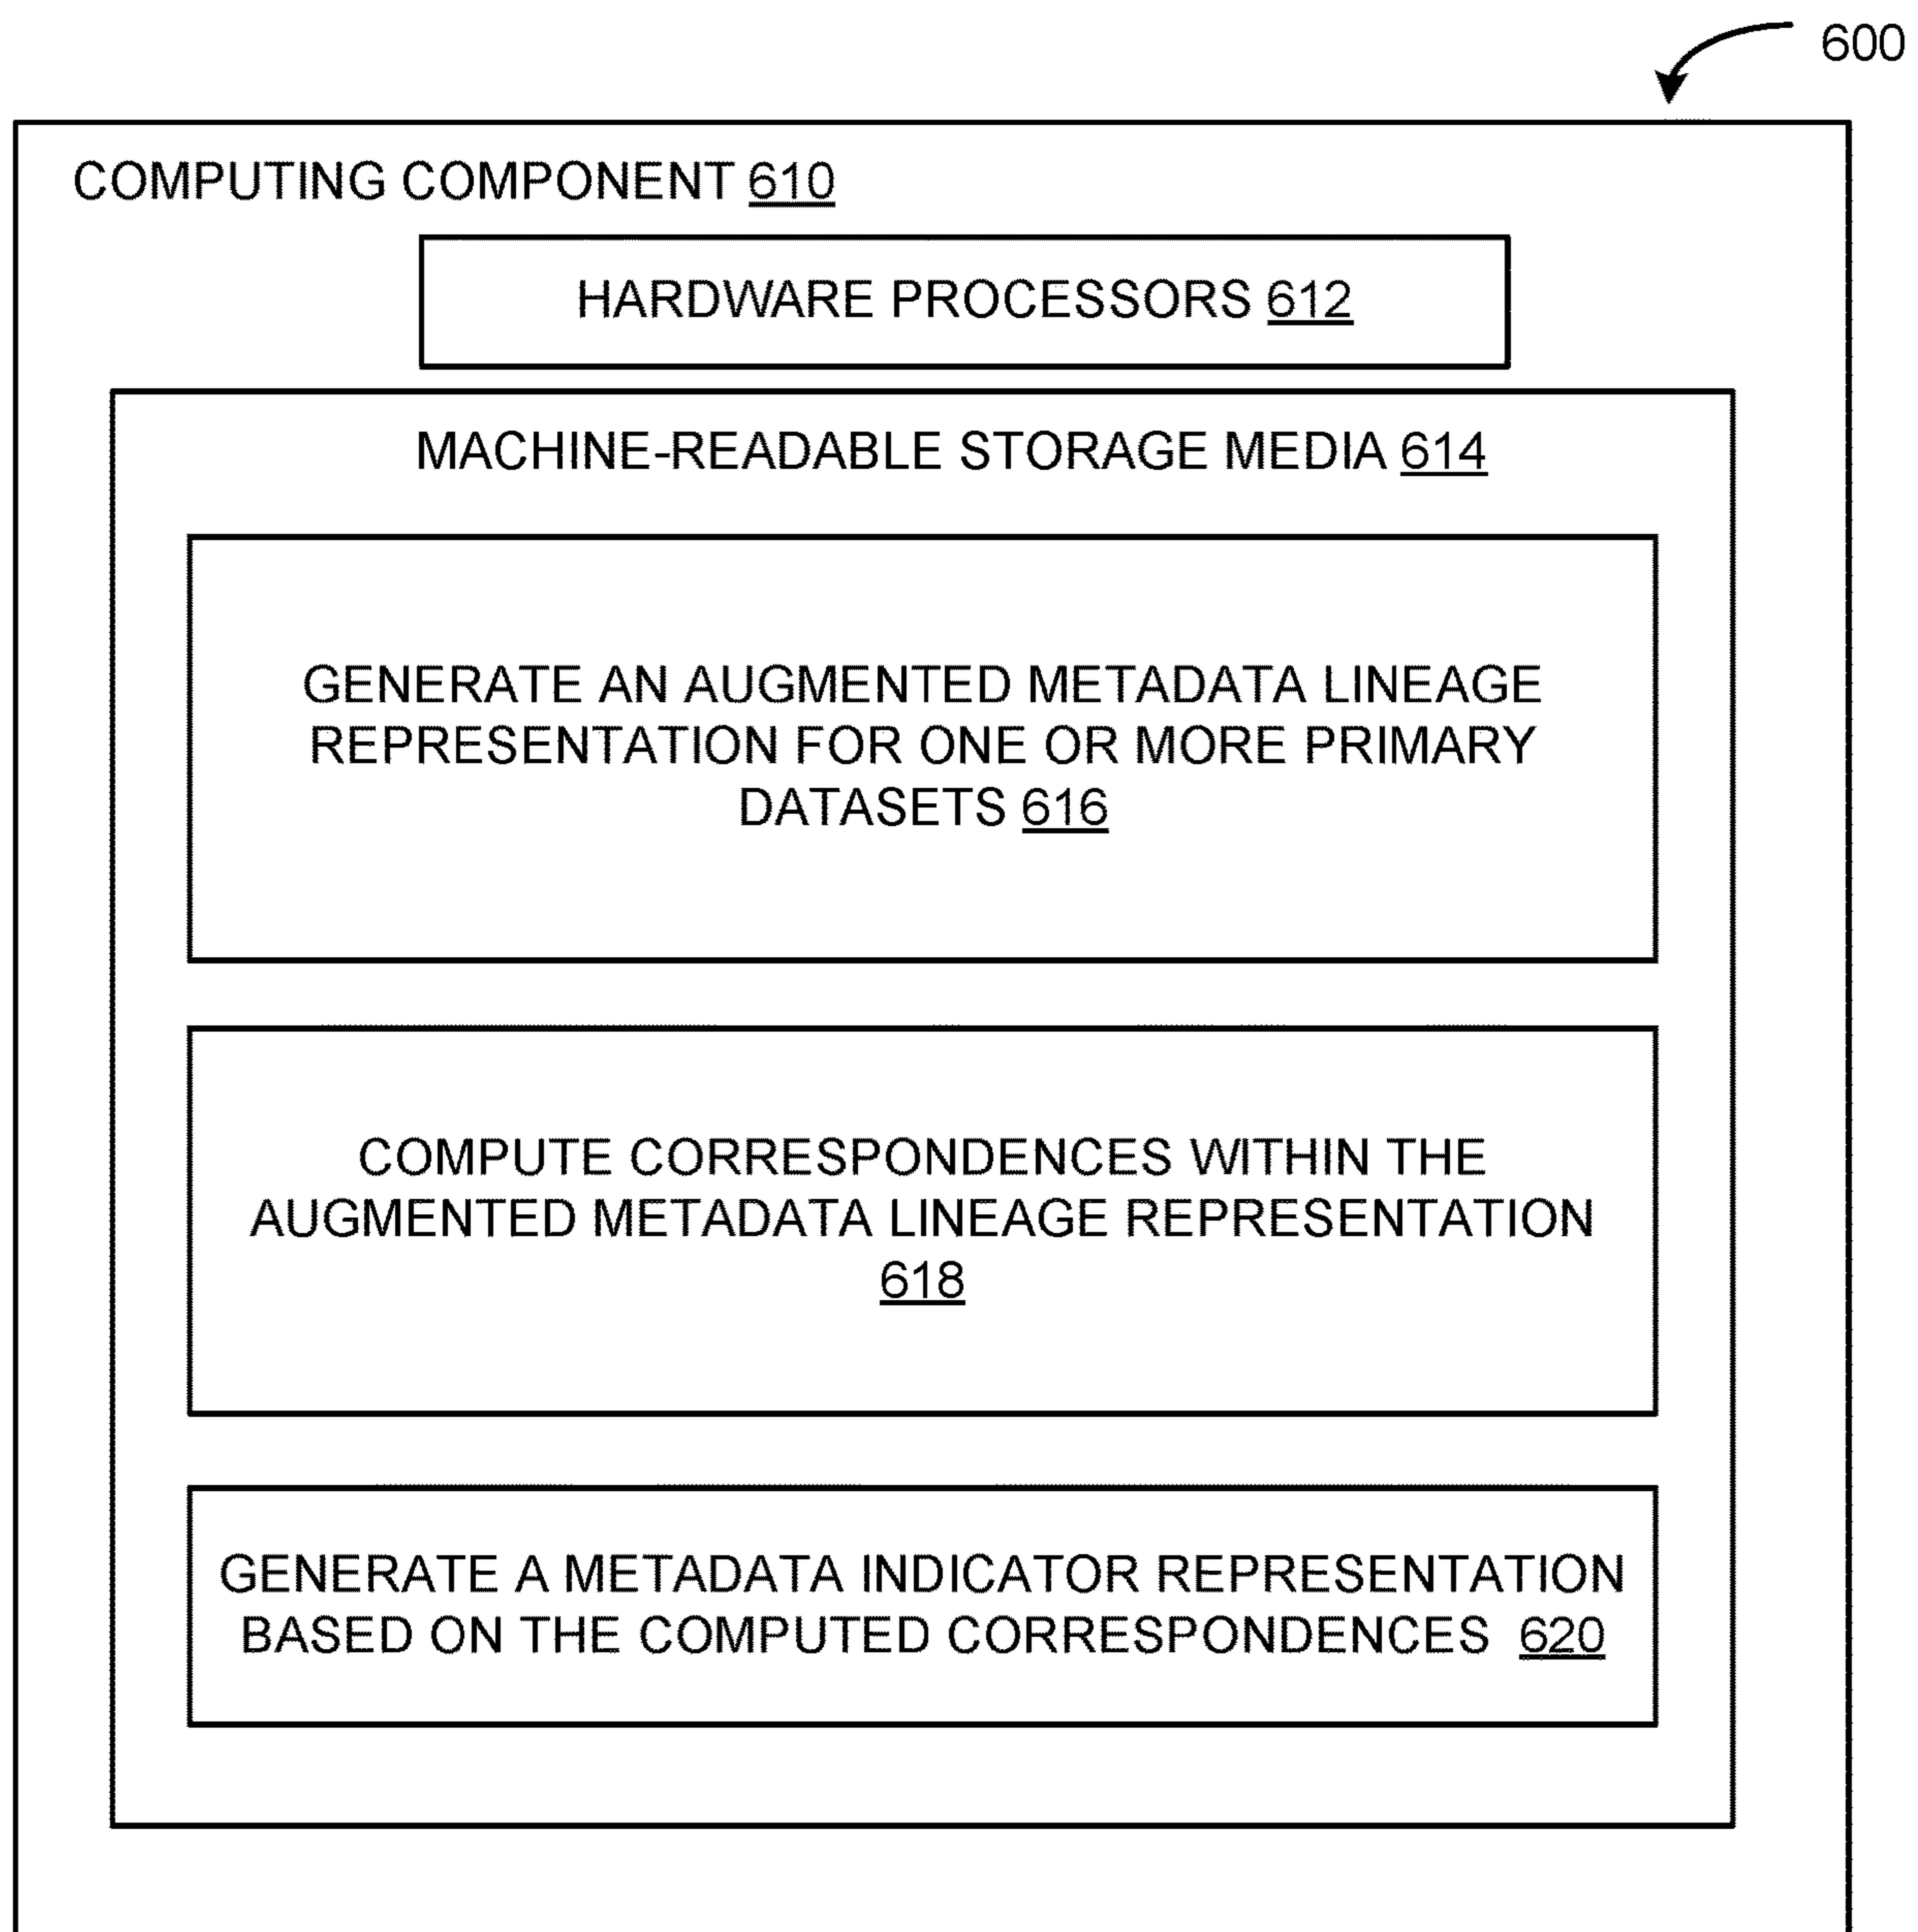 600
COMPUTING COMPONENT 610
HARDWARE PROCESSORS 612
MACHINE-READABLE STORAGE MEDIA 614
GENERATE AN AUGMENTED METADATA LINEAGE
REPRESENTATION FOR ONE OR MORE PRIMARY
DATASETS 616
COMPUTE CORRESPONDENCES WITHIN THE
AUGMENTED METADATA LINEAGE REPRESENTATION
618
GENERATE A METADATA INDICATOR REPRESENTATION
BASED ON THE COMPUTED CORRESPONDENCES 620